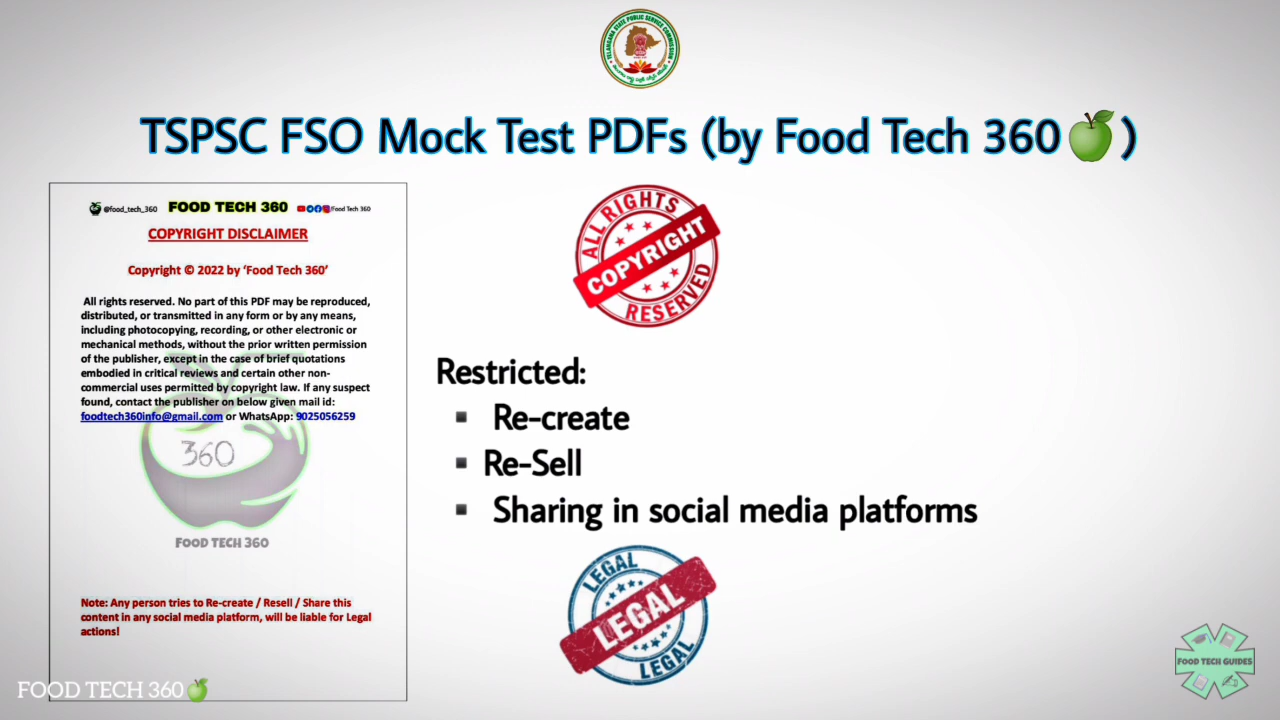 TELANGANA STATE PUBLIC SERVICE COMMISSION
TSPSC FSO Mock Test PDFs (by Food Tech 360🍏)
@food_tech_360 FOOD TECH 360 /Food Tech 360
COPYRIGHT DISCLAIMER
Copyright © 2022 by ‘Food Tech 360’
All rights reserved. No part of this PDF may be reproduced,
distributed, or transmitted in any form or by any means,
including photocopying, recording, or other electronic or
mechanical methods, without the prior written permission
of the publisher, except in the case of brief quotations
embodied in critical reviews and certain other non-
commercial uses permitted by copyright law. If any suspect
found, contact the publisher on below given mail id:
foodtech360info@gmail.com or WhatsApp: 9025056259
360
FOOD TECH 360
Note: Any person tries to Re-create / Resell / Share this
content in any social media platform, will be liable for Legal
actions!
FOOD TECH 360🍏
ALL RIGHTS
COPYRIGHT
RESERVED
Restricted:
▪ Re-create
▪ Re-Sell
▪ Sharing in social media platforms
LEGAL
LEGAL
LEGAL
FOOD TECH GUIDES